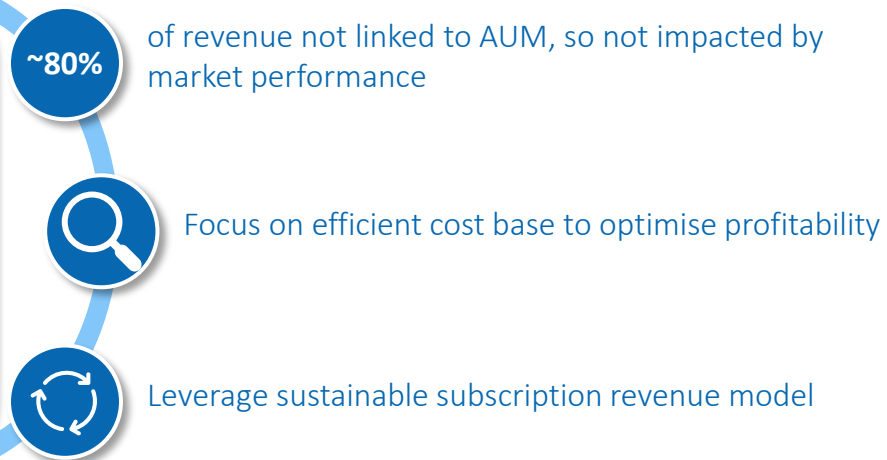 ~80%
of revenue not linked to AUM, so not impacted by
market performance
Focus on efficient cost base to optimise profitability
Leverage sustainable subscription revenue model